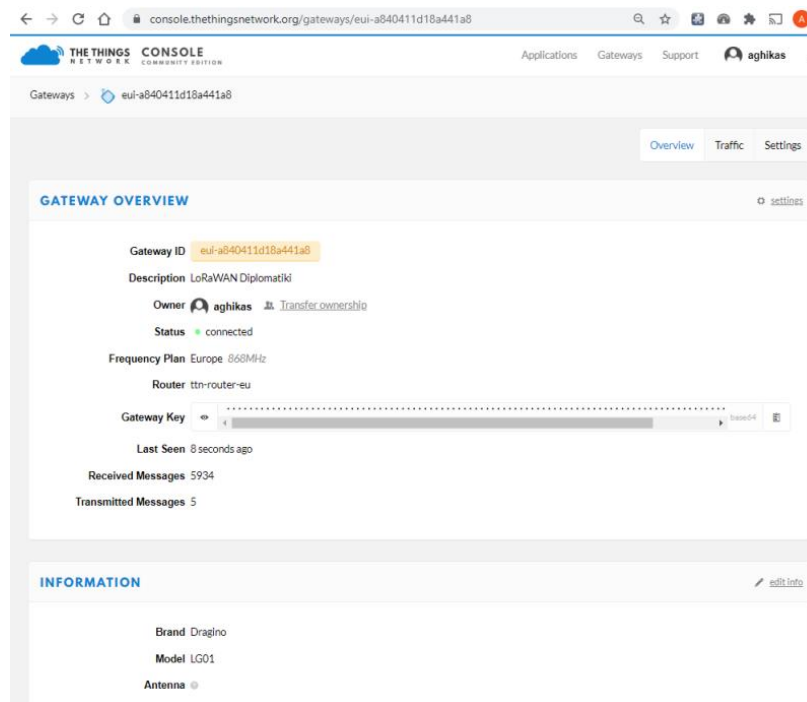 console.thethingsnetwork.org/gateways/eui-a840411d18a441a8
THE THINGS NETWORK CONSOLE COMMUNITY EDITION
Applications Gateways Support aghikas
Gateways > eui-a840411d18a441a8
Overview Traffic Settings
GATEWAY OVERVIEW settings
Gateway ID eui-a840411d18a441a8
Description LoRaWAN Diplomatiki
Owner aghikas Transfer ownership
Status connected
Frequency Plan Europe 868MHz
Router ttn-router-eu
Gateway Key base64
Last Seen 8 seconds ago
Received Messages 5934
Transmitted Messages 5
INFORMATION edit info
Brand Dragino
Model LG01
Antenna